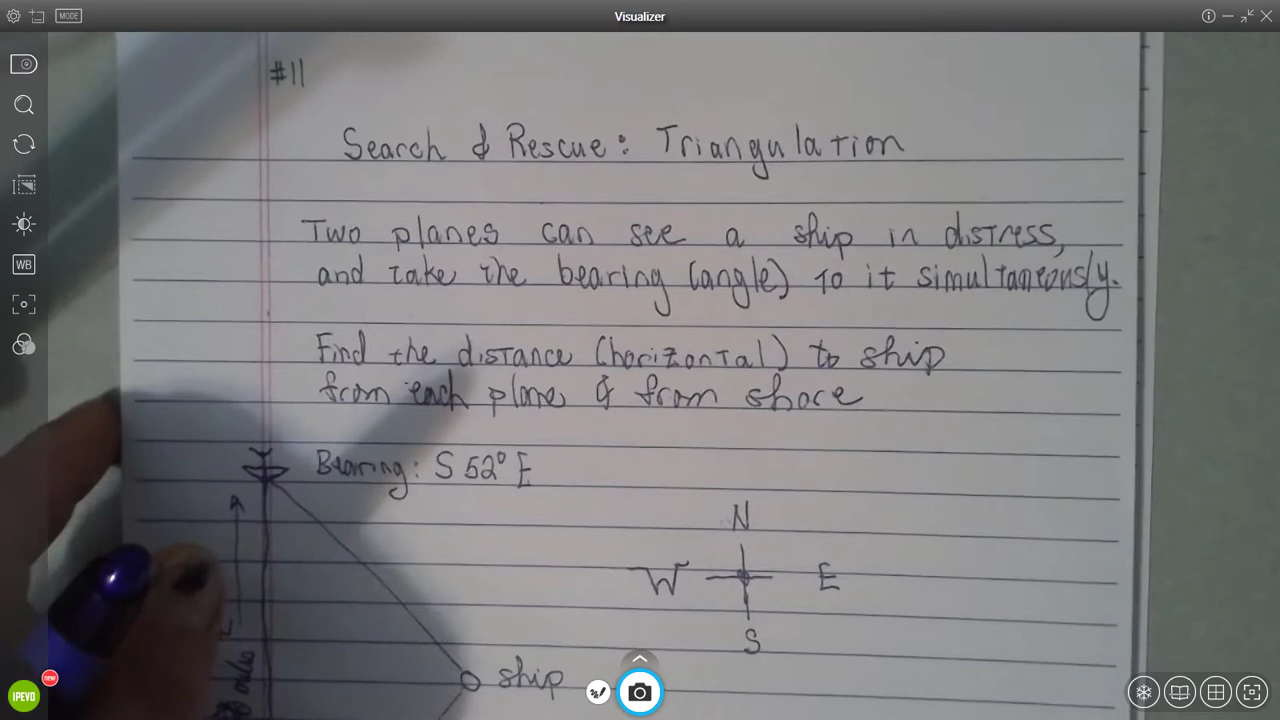 Visualizer
MODE
WB
#11
Search & Rescue: Triangulation
Two planes can see a ship in distress,
and take the bearing (angle) to it simultaneously.
Find the distance (horizontal) to ship
from each plane & from shore
Bearing: S 52° E
N
W E
S
ship
new
IPEVO